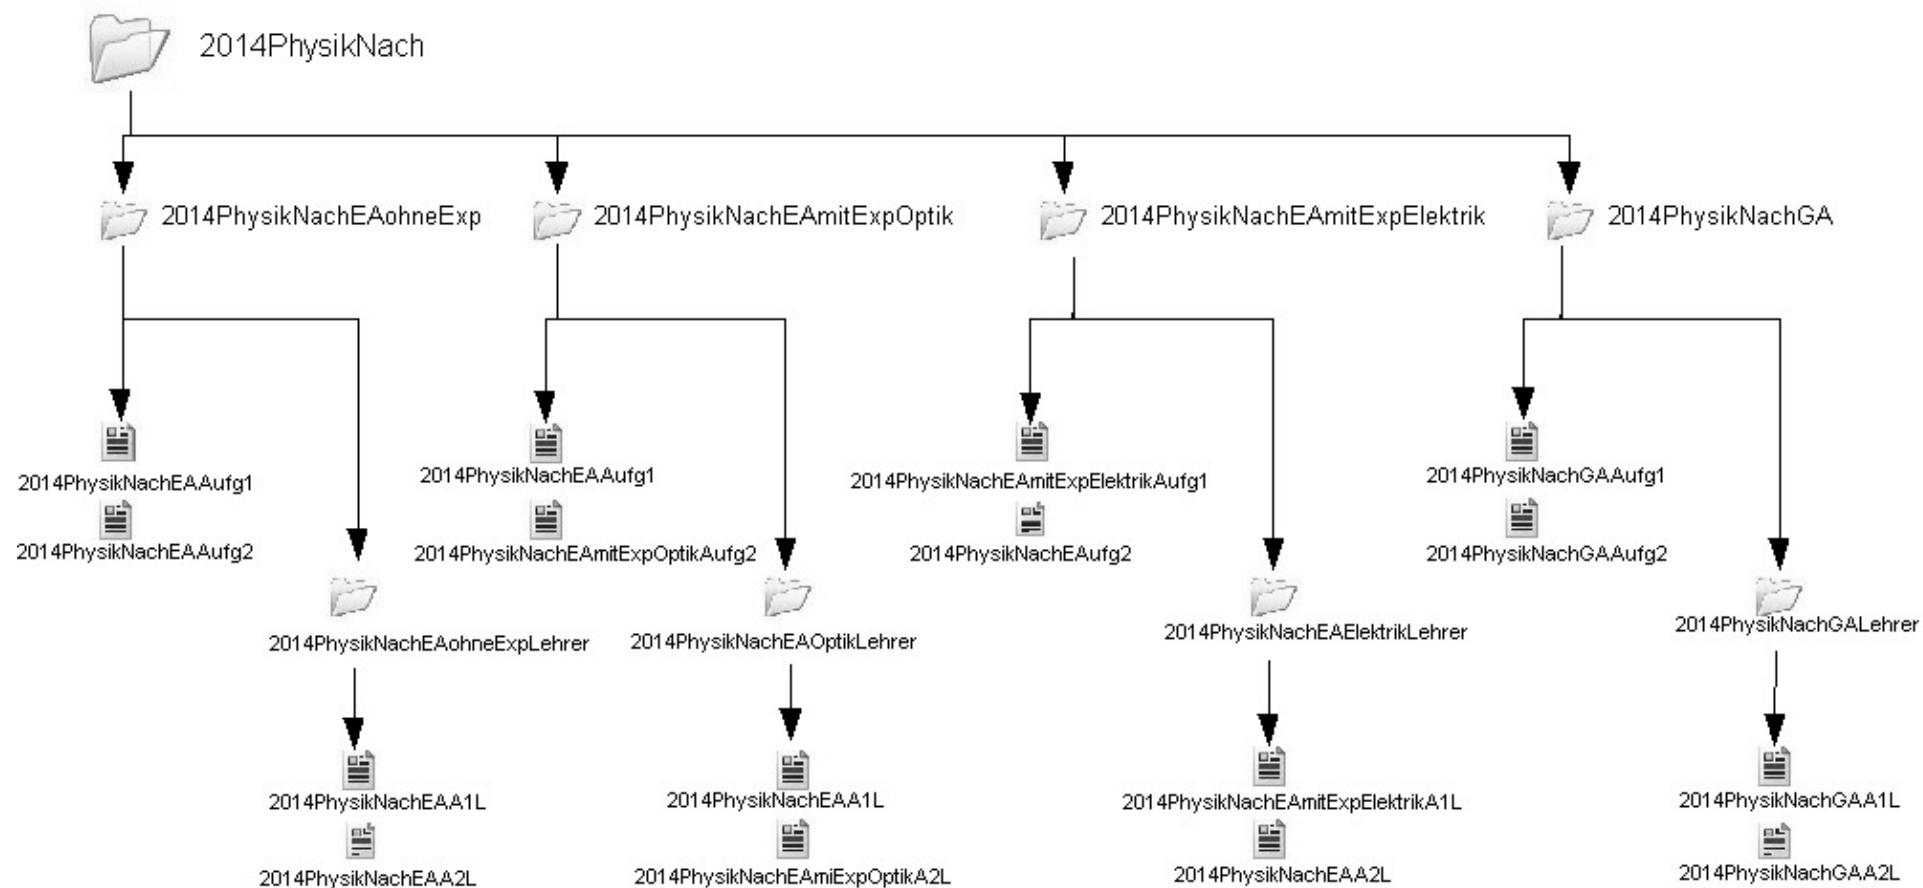 2014PhysikNach
2014PhysikNachEAohneExp
2014PhysikNachEAmitExpOptik
2014PhysikNachEAmitExpElektrik
2014PhysikNachGA
2014PhysikNachEAAufg1
2014PhysikNachEAAufg2
2014PhysikNachEAAufg1
2014PhysikNachEAmitExpOptikAufg2
2014PhysikNachEAmitExpElektrikAufg1
2014PhysikNachEAufg2
2014PhysikNachGAAufg1
2014PhysikNachGAAufg2
2014PhysikNachEAohneExpLehrer
2014PhysikNachEAOptikLehrer
2014PhysikNachEAElektrikLehrer
2014PhysikNachGALehrer
2014PhysikNachEAA1L
2014PhysikNachEAA2L
2014PhysikNachEAA1L
2014PhysikNachEAmiExpOptikA2L
2014PhysikNachEAmitExpElektrikA1L
2014PhysikNachEAA2L
2014PhysikNachGAA1L
2014PhysikNachGAA2L